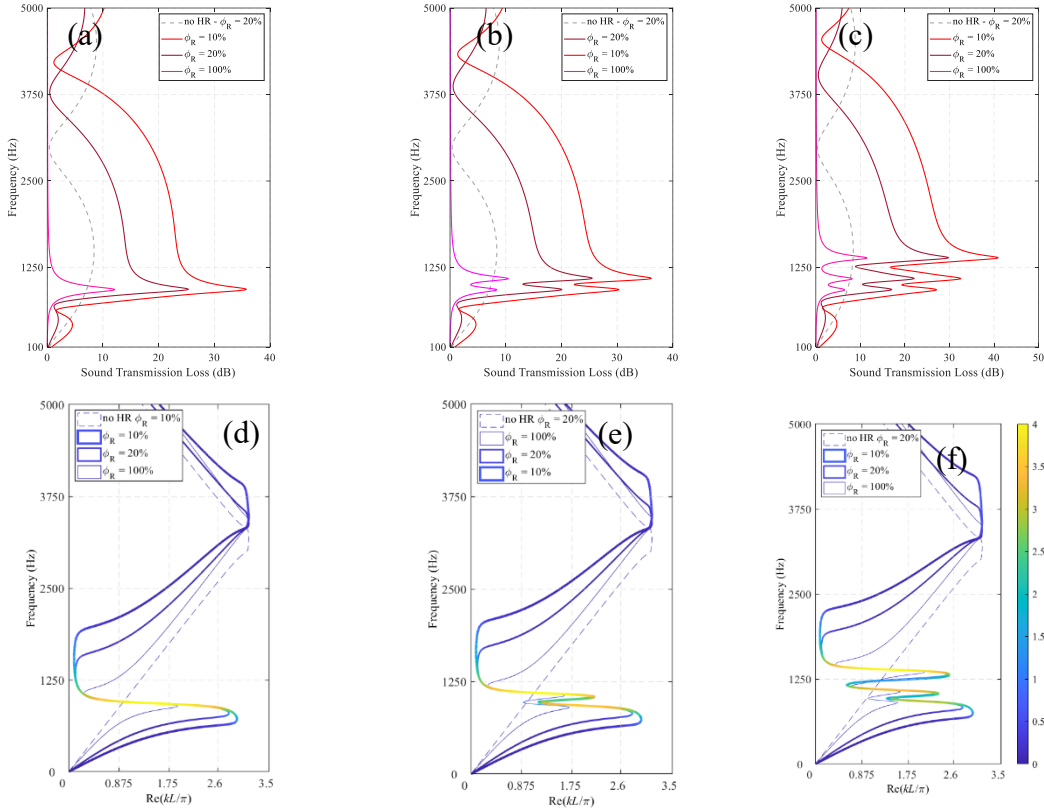 (a)
no HR - ϕR = 20%
ϕR = 10%
ϕR = 20%
ϕR = 100%
5000
3750
2500
1250
100
Frequency (Hz)
0 10 20 30 40
Sound Transmission Loss (dB)
(b)
no HR - ϕR = 20%
ϕR = 20%
ϕR = 10%
ϕR = 100%
5000
3750
2500
1250
100
Frequency (Hz)
0 10 20 30 40
Sound Transmission Loss (dB)
(c)
no HR - ϕR = 20%
ϕR = 10%
ϕR = 20%
ϕR = 100%
5000
3750
2500
1250
100
Frequency (Hz)
0 10 20 30 40 50
Sound Transmission Loss (dB)
(d)
no HR ϕR = 10%
ϕR = 10%
ϕR = 20%
ϕR = 100%
5000
3750
2500
1250
0
Frequency (Hz)
0 0.875 1.75 2.6 3.5
Re(kL/π)
(e)
no HR ϕR = 20%
ϕR = 100%
ϕR = 20%
ϕR = 10%
5000
3750
2500
1250
0
Frequency (Hz)
0 0.875 1.75 2.6 3.5
Re(kL/π)
(f)
no HR ϕR = 20%
ϕR = 10%
ϕR = 20%
ϕR = 100%
5000
3750
2500
1250
0
Frequency (Hz)
0 0.875 1.75 2.6 3.5
Re(kL/π)
4
3.5
3
2.5
2
1.5
1
0.5
0